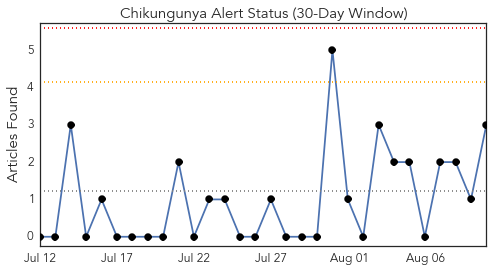 Chikungunya Alert Status (30-Day Window)
Articles Found
5
4
3
2
1
0
Jul 12
Jul 17
Jul 22
Jul 27
Aug 01
Aug 06